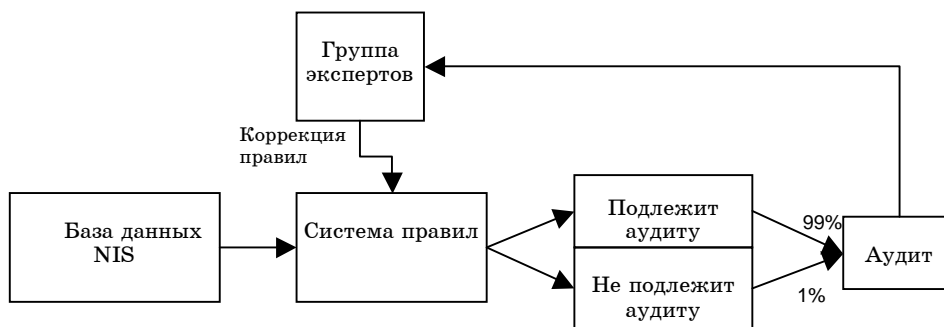 Группа
экспертов
Коррекция
правил
База данных
NIS
Система правил
Подлежит
аудиту
Не подлежит
аудиту
99%
1%
Аудит